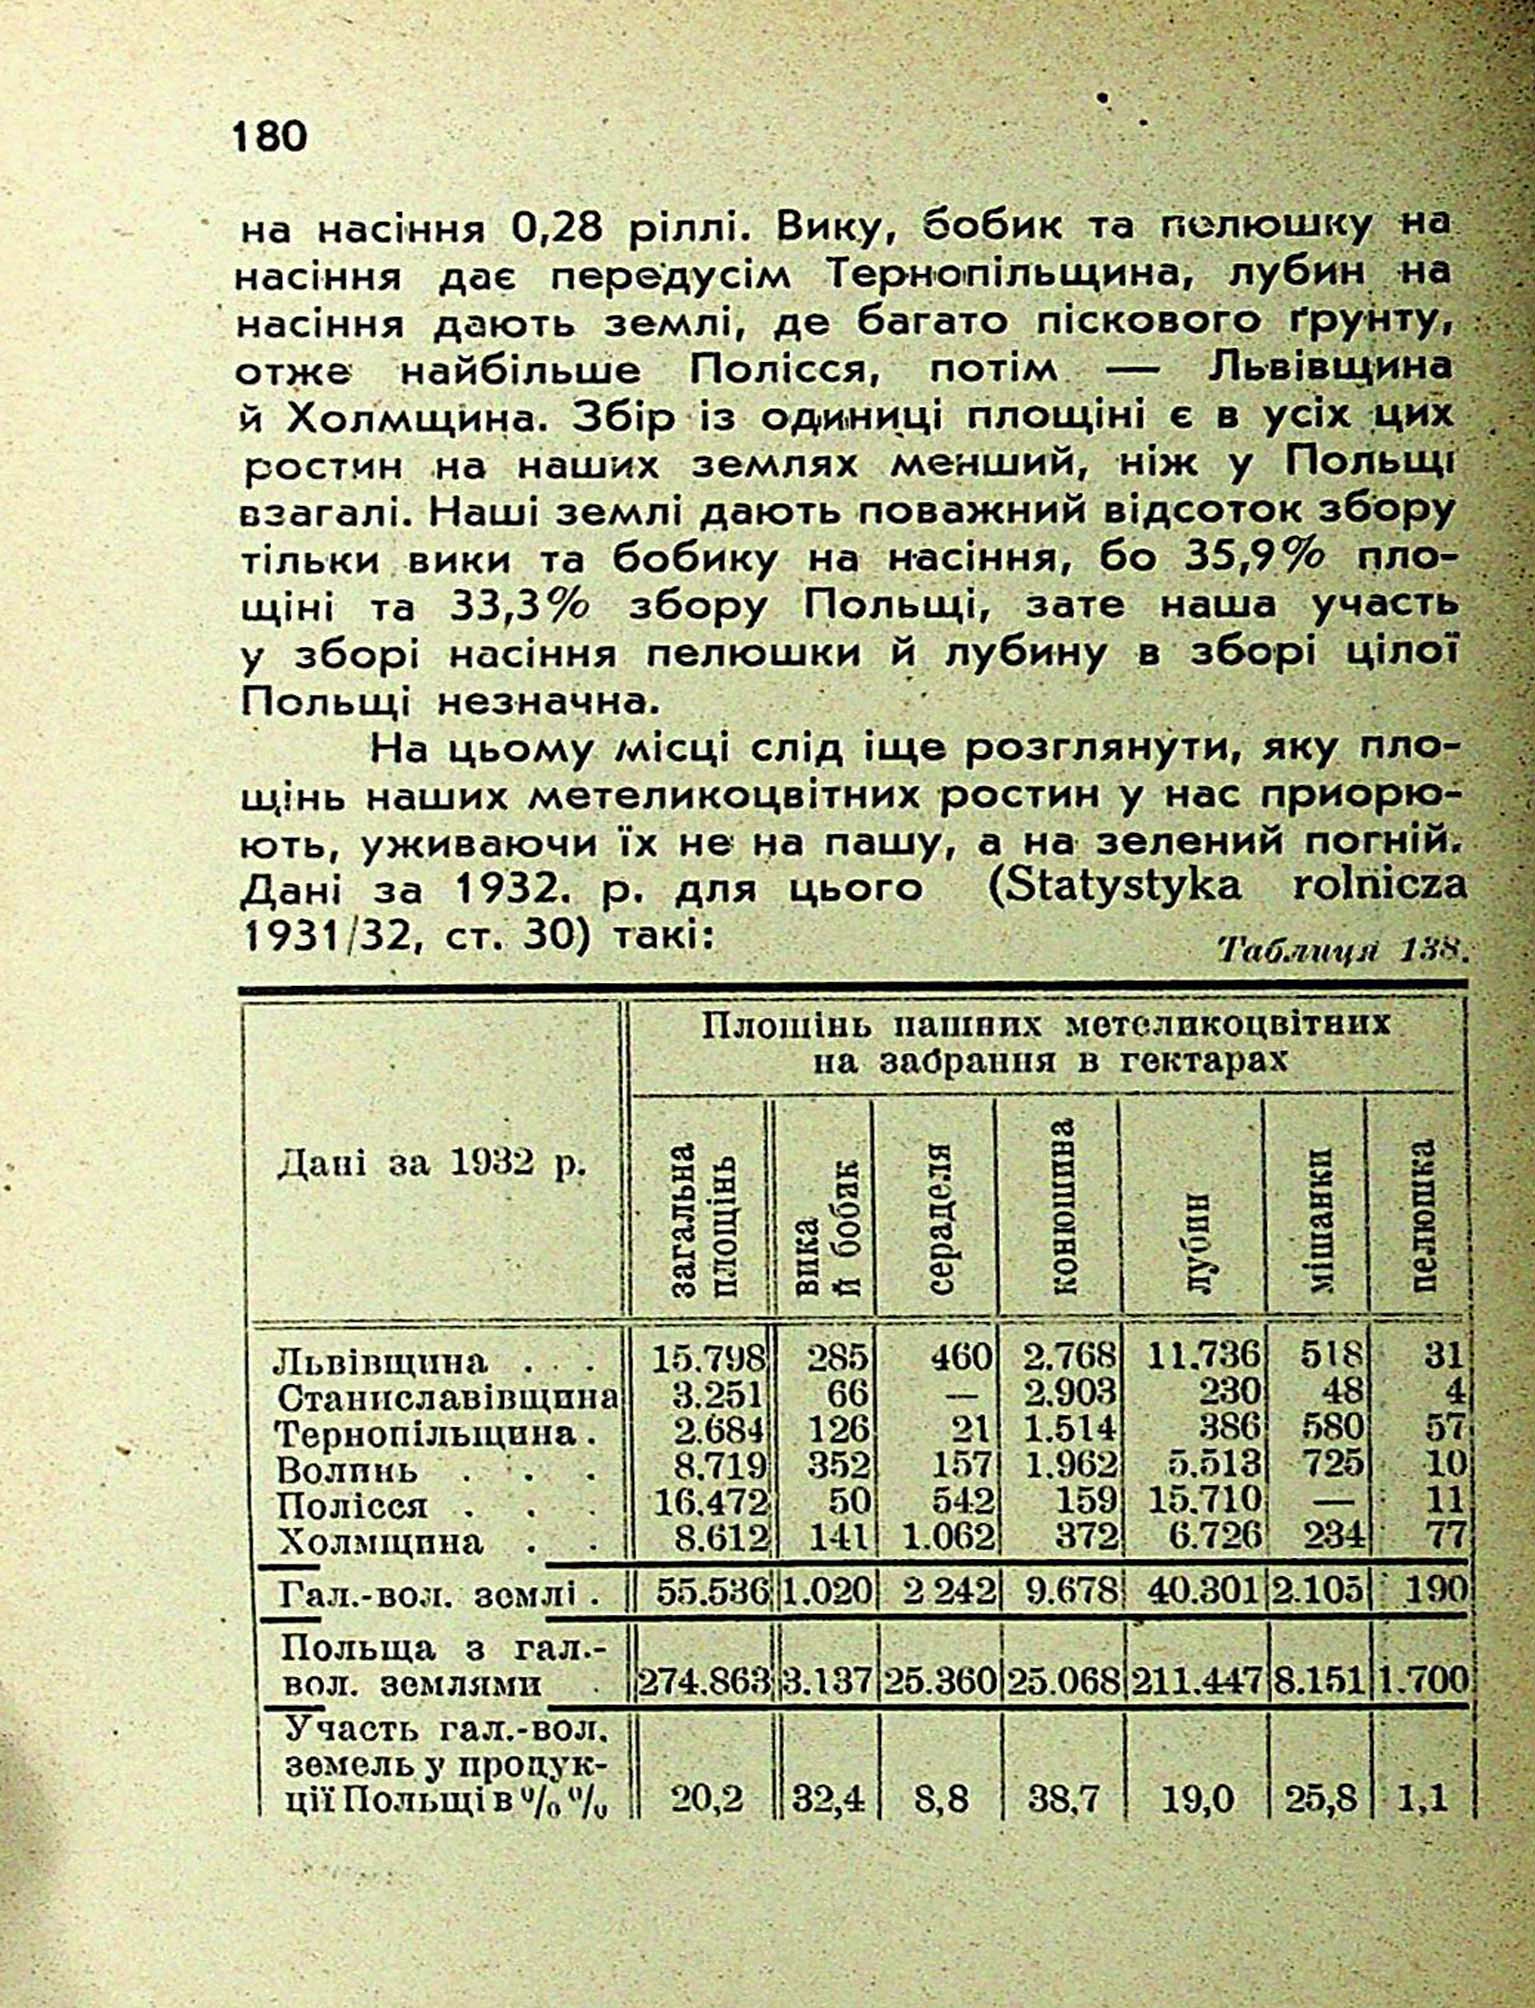 180
на насіння 0,28 ріллі. Вику, бобик та пелюшку на
насіння дає передусім Тернопільщина, лубин на
насіння дають землі, де багато піскового ґрунту,
отже найбільше Полісся, потім — Львівщина
й Холмщина. Збір із одиниці площіні є в усіх цих
ростин на наших землях менший, ніж у Польщі
взагалі. Наші землі дають поважний відсоток збору
тільки вики та бобику на насіння, бо 35,9% пло-
щіні та 33,3% збору Польщі, зате наша участь
у зборі насіння пелюшки й лубину в зборі цілої
Польщі незначна.
На цьому місці слід іще розглянути, яку пло-
щінь наших метеликоцвітних ростин у нас приорю-
ють, уживаючи їх не на пашу, а на зелений погній.
Дані за 1932. р. для цього (Statystyka rolnicza
1931/32, ст. 30) такі:
Таблиця 138.
Площінь пашних метеликоцвітних
на забрання в гектарах
Дані за 1932 р.
загальна площінь | вика й бобик | сераделя | конюшина | лубин | мішанки | пелюшка
Львівщина . . . 15.798 285 460 2.768 11.736 518 31
Станиславівщина 3.251 66 — 2.903 230 48 4
Тернопільщина . 2.684 126 21 1.514 386 580 57
Волинь . . . 8.719 352 157 1.962 5.513 725 10
Полісся . . . 16.472 50 542 159 15.710 — 11
Холмщина . . 8.612 141 1.062 372 6.726 234 77
Гал.-вол. землі . 55.536 1.020 2 242 9.678 40.301 2.105 190
Польща з гал.-
вол. землями . 274.863 3.137 25.360 25.068 211.447 8.151 1.700
Участь гал.-вол.
земель у продук-
ції Польщі в %% 20,2 32,4 8,8 38,7 19,0 25,8 1,1